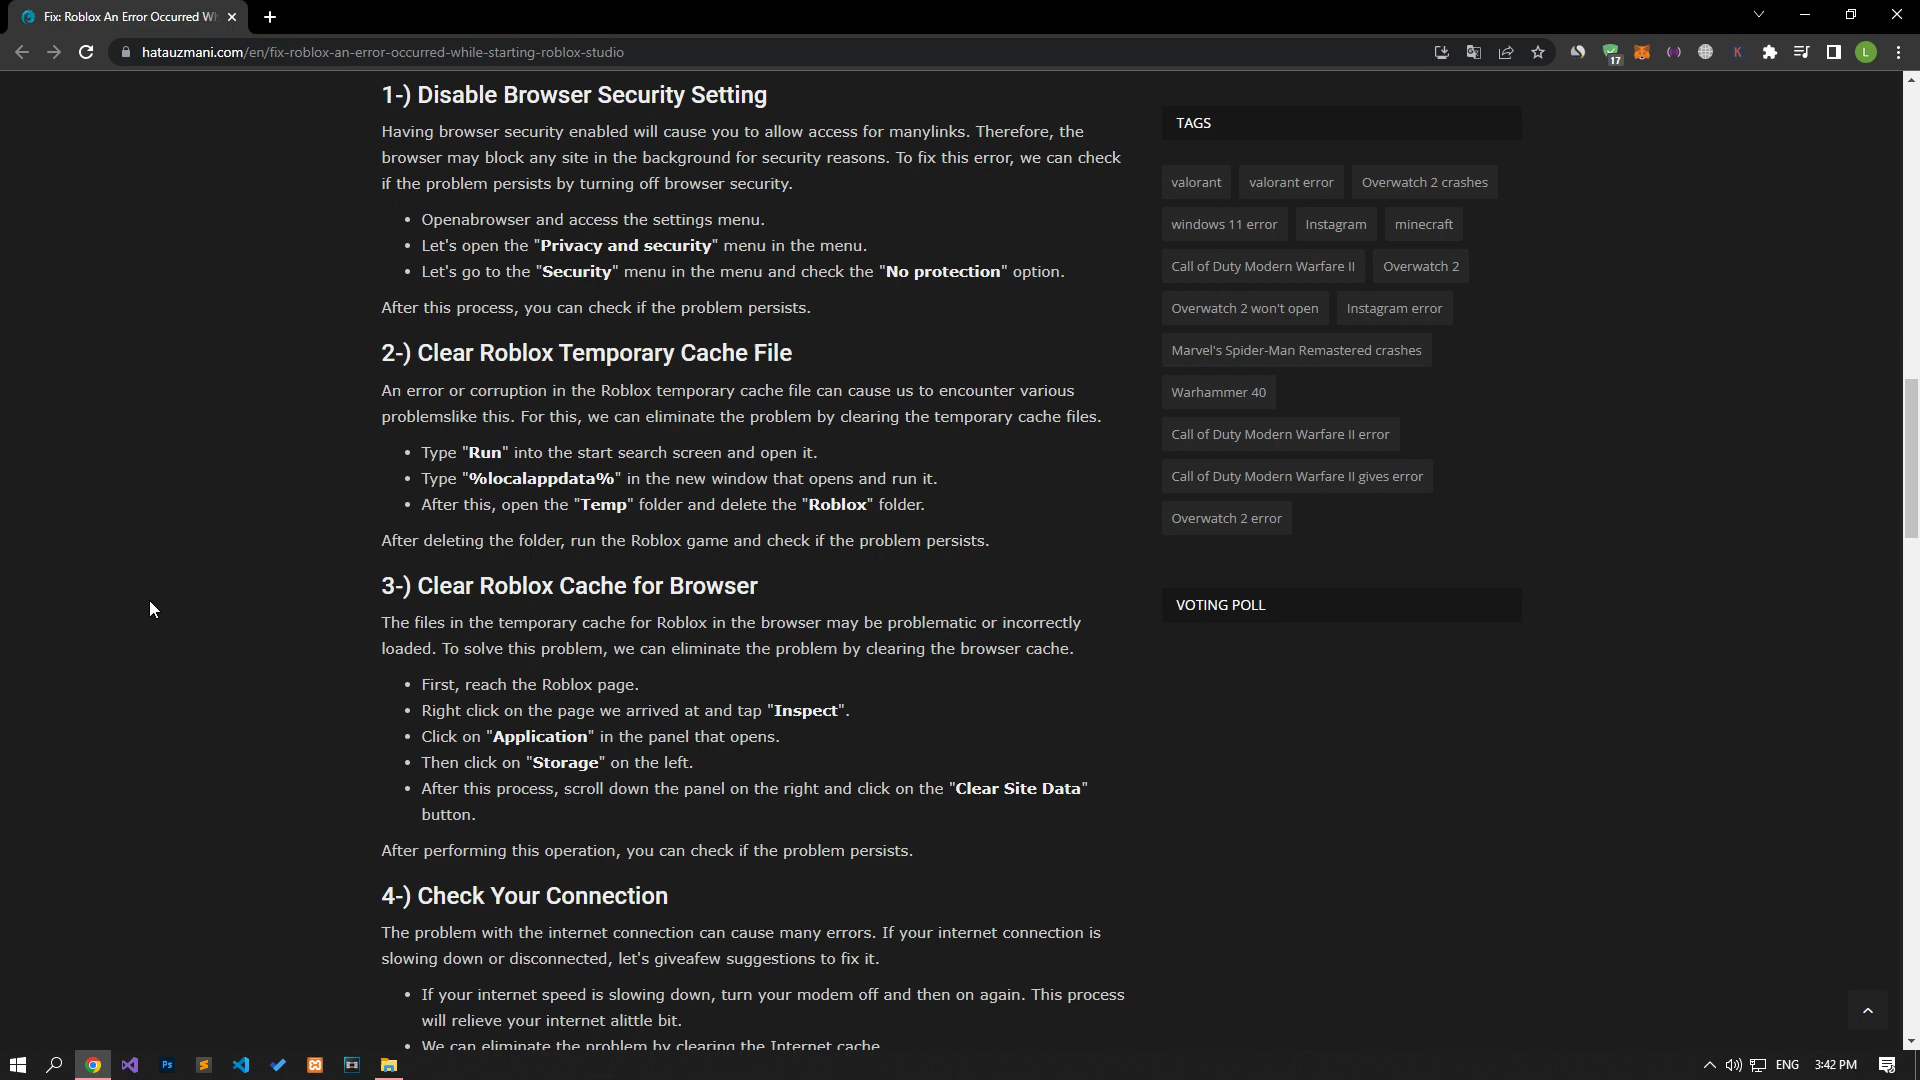 Fix: Roblox An Error Occurred Wh
hatauzmani.com/en/fix-roblox-an-error-occurred-while-starting-roblox-studio
17
K
L
1-) Disable Browser Security Setting
Having browser security enabled will cause you to allow access for manylinks. Therefore, the
browser may block any site in the background for security reasons. To fix this error, we can check
if the problem persists by turning off browser security.
• Openabrowser and access the settings menu.
• Let's open the "Privacy and security" menu in the menu.
• Let's go to the "Security" menu in the menu and check the "No protection" option.
After this process, you can check if the problem persists.
2-) Clear Roblox Temporary Cache File
An error or corruption in the Roblox temporary cache file can cause us to encounter various
problemslike this. For this, we can eliminate the problem by clearing the temporary cache files.
• Type "Run" into the start search screen and open it.
• Type "%localappdata%" in the new window that opens and run it.
• After this, open the "Temp" folder and delete the "Roblox" folder.
After deleting the folder, run the Roblox game and check if the problem persists.
3-) Clear Roblox Cache for Browser
The files in the temporary cache for Roblox in the browser may be problematic or incorrectly
loaded. To solve this problem, we can eliminate the problem by clearing the browser cache.
• First, reach the Roblox page.
• Right click on the page we arrived at and tap "Inspect".
• Click on "Application" in the panel that opens.
• Then click on "Storage" on the left.
• After this process, scroll down the panel on the right and click on the "Clear Site Data"
button.
After performing this operation, you can check if the problem persists.
4-) Check Your Connection
The problem with the internet connection can cause many errors. If your internet connection is
slowing down or disconnected, let's giveafew suggestions to fix it.
• If your internet speed is slowing down, turn your modem off and then on again. This process
will relieve your internet alittle bit.
• We can eliminate the problem by clearing the Internet cache
TAGS
valorant
valorant error
Overwatch 2 crashes
windows 11 error
Instagram
minecraft
Call of Duty Modern Warfare II
Overwatch 2
Overwatch 2 won't open
Instagram error
Marvel's Spider-Man Remastered crashes
Warhammer 40
Call of Duty Modern Warfare II error
Call of Duty Modern Warfare II gives error
Overwatch 2 error
VOTING POLL
Ps
ENG
3:42 PM